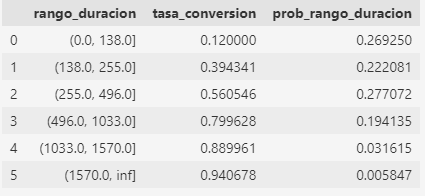 rango_duracion tasa_conversion prob_rango_duracion
0 (0.0, 138.0] 0.120000 0.269250
1 (138.0, 255.0] 0.394341 0.222081
2 (255.0, 496.0] 0.560546 0.277072
3 (496.0, 1033.0] 0.799628 0.194135
4 (1033.0, 1570.0] 0.889961 0.031615
5 (1570.0, inf] 0.940678 0.005847